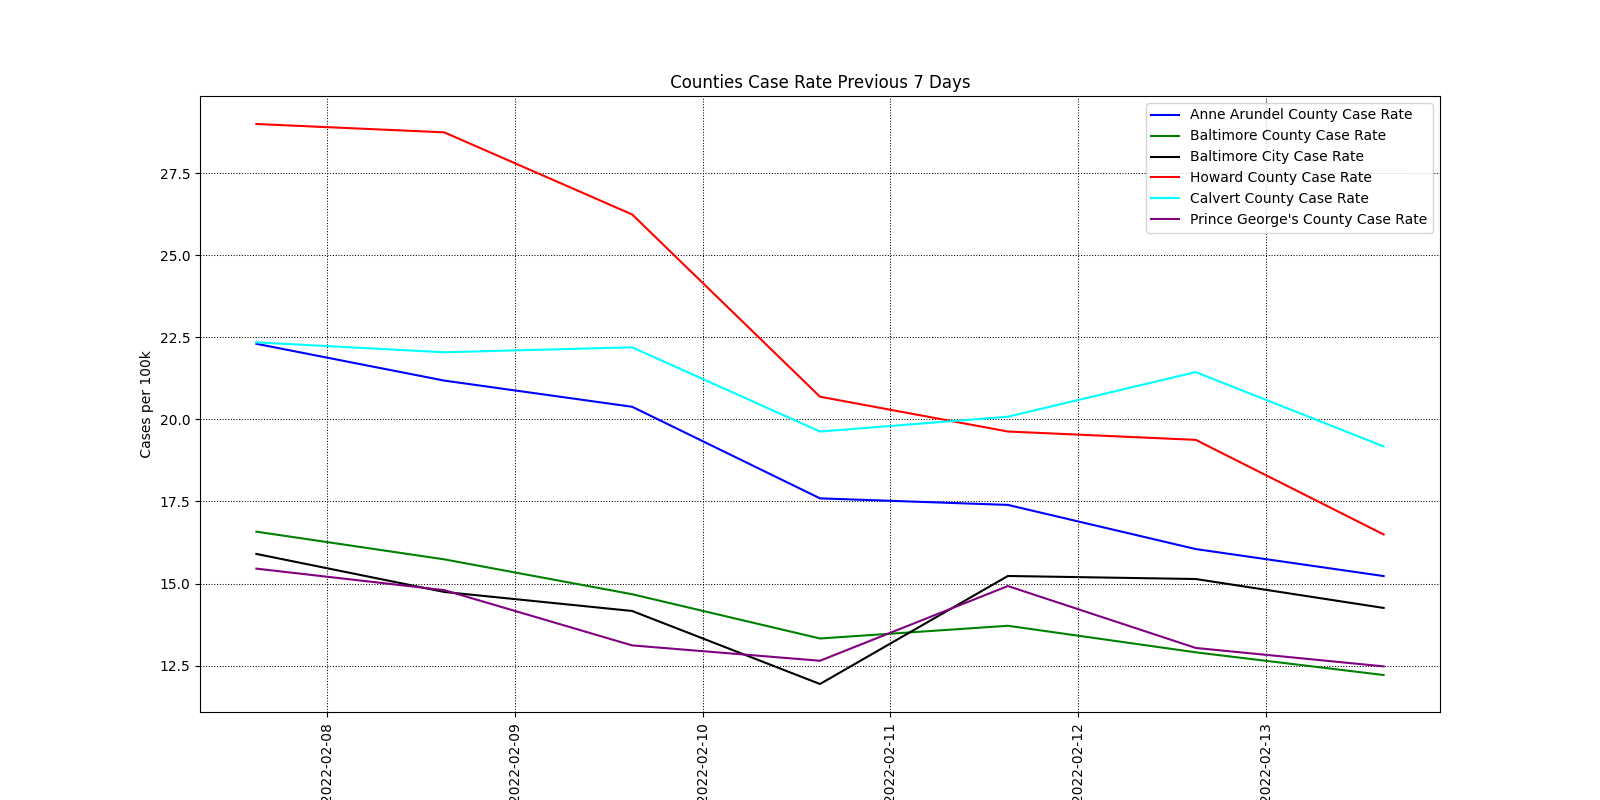 Counties Case Rate Previous 7 Days
Anne Arundel County Case Rate
Baltimore County Case Rate
Baltimore City Case Rate
Howard County Case Rate
Calvert County Case Rate
Prince George's County Case Rate
27.5
25.0
22.5
20.0
17.5
15.0
12.5
Cases per 100k
2022-02-08
2022-02-09
2022-02-10
2022-02-11
2022-02-12
2022-02-13